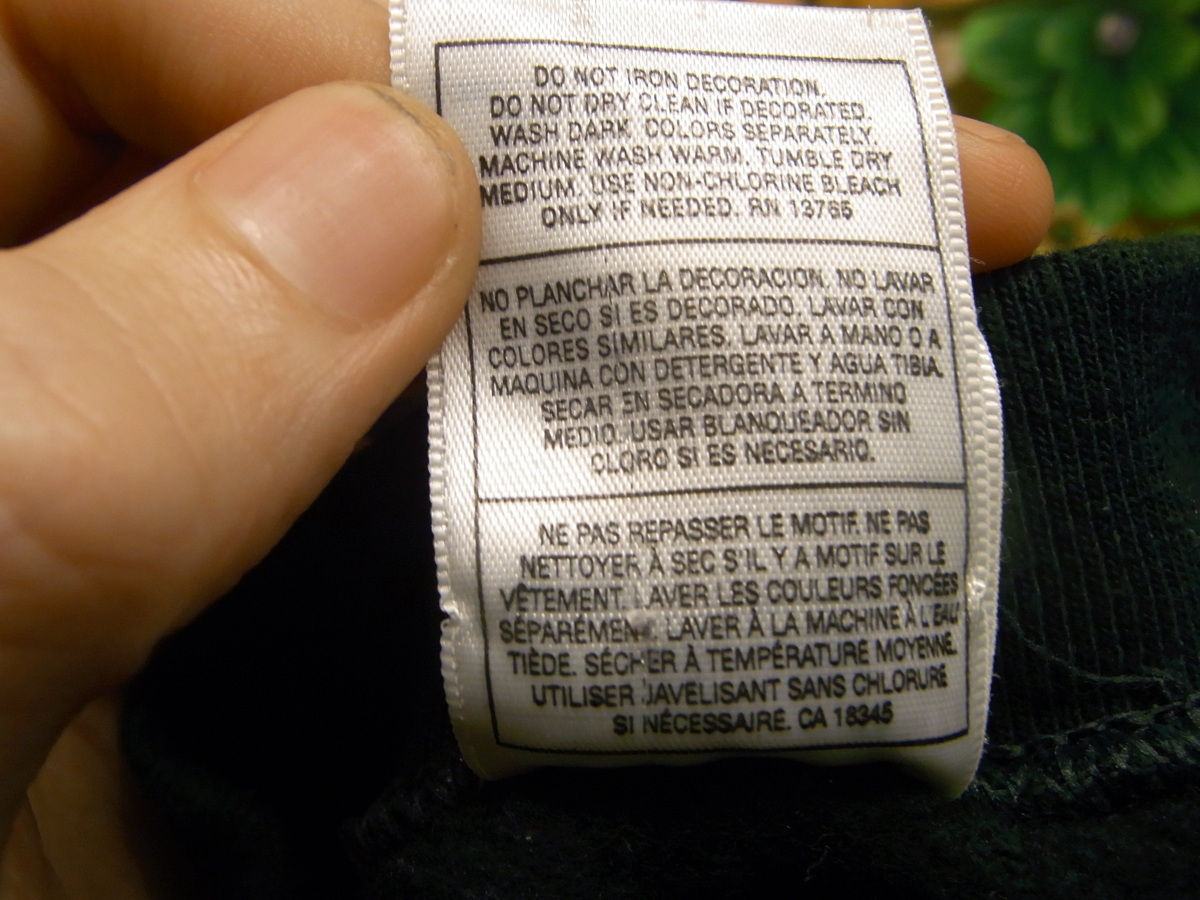 DO NOT IRON DECORATION.
DO NOT DRY CLEAN IF DECORATED.
WASH DARK COLORS SEPARATELY.
MACHINE WASH WARM. TUMBLE DRY
MEDIUM. USE NON-CHLORINE BLEACH
ONLY IF NEEDED. RN 13765
NO PLANCHAR LA DECORACION. NO LAVAR
EN SECO SI ES DECORADO. LAVAR CON
COLORES SIMILARES. LAVAR A MANO O A
MAQUINA CON DETERGENTE Y AGUA TIBIA.
SECAR EN SECADORA A TERMINO
MEDIO. USAR BLANQUEADOR SIN
CLORO SI ES NECESARIO.
NE PAS REPASSER LE MOTIF. NE PAS
NETTOYER À SEC S'IL Y A MOTIF SUR LE
VÊTEMENT. LAVER LES COULEURS FONCÉES
SÉPARÉMENT. LAVER À LA MACHINE À L'EAU
TIÈDE. SÉCHER À TEMPÉRATURE MOYENNE.
UTILISER JAVELISANT SANS CHLORURE
SI NÉCESSAIRE. CA 18345